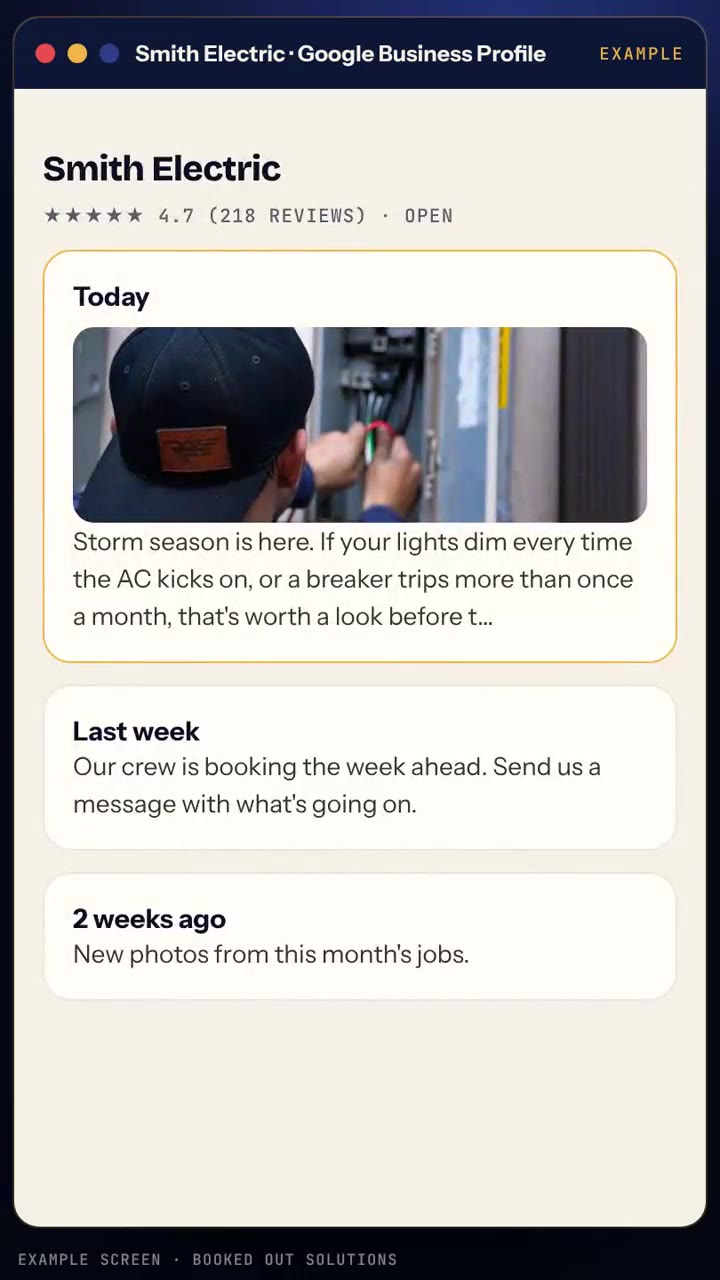 Smith Electric · Google Business Profile
EXAMPLE
Smith Electric
★★★★★ 4.7 (218 REVIEWS) · OPEN
Today
Storm season is here. If your lights dim every time
the AC kicks on, or a breaker trips more than once
a month, that's worth a look before t...
Last week
Our crew is booking the week ahead. Send us a
message with what's going on.
2 weeks ago
New photos from this month's jobs.
EXAMPLE SCREEN · BOOKED OUT SOLUTIONS